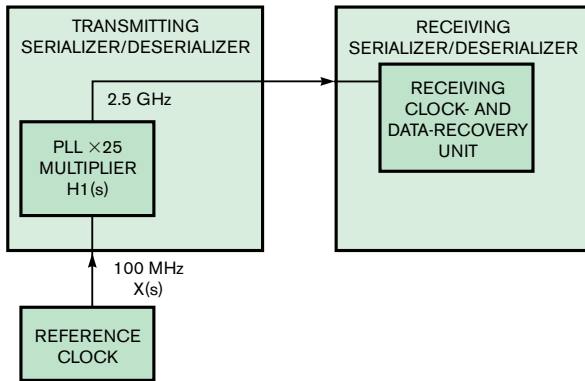 TRANSMITTING
SERIALIZER/DESERIALIZER
2.5 GHz
PLL ×25
MULTIPLIER
H1(s)
100 MHz
X(s)
REFERENCE
CLOCK
RECEIVING
SERIALIZER/DESERIALIZER
RECEIVING
CLOCK- AND
DATA-RECOVERY
UNIT